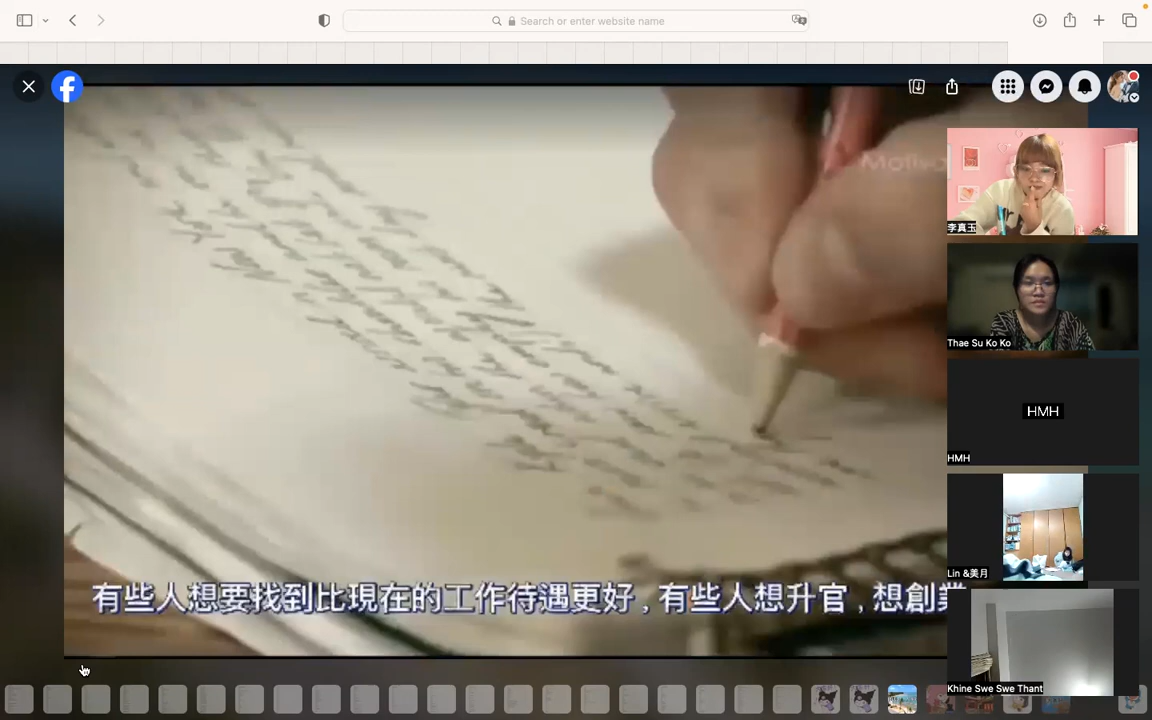 Search or enter website name
Motiva
李真玉
Thae Su Ko Ko
HMH
HMH
Lin &美月
有些人想要找到比現在的工作待遇更好 , 有些人想升官 , 想創業
Khine Swe Swe Thant